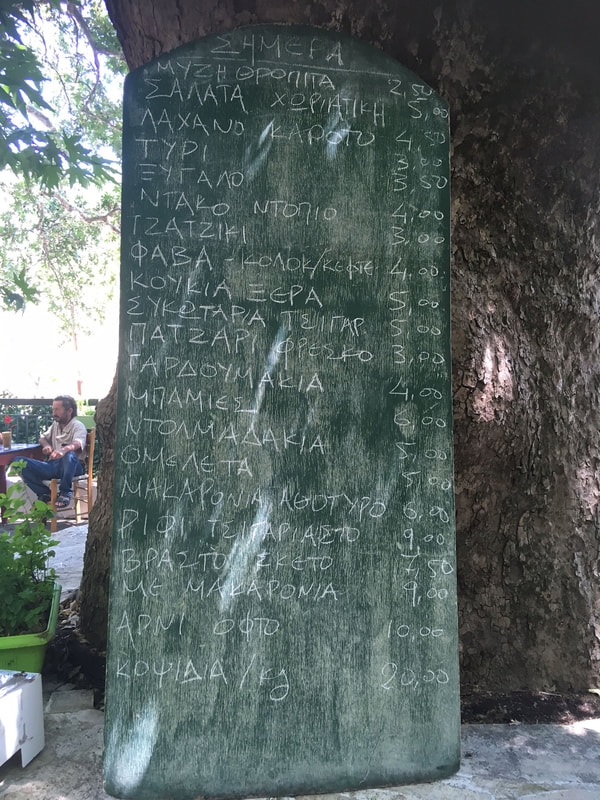 ΣΗΜΕΡΑ
ΜΥΖΗΘΡΟΠΙΤΑ 2,50
ΣΑΛΑΤΑ ΧΩΡΙΑΤΙΚΗ 5,00
ΛΑΧΑΝΟ ΚΑΡΟΤΟ 4,50
ΤΥΡΙ 3,00
ΞΥΓΑΛΟ 3,50
ΝΤΑΚΟ ΝΤΟΠΙΟ 4,00
ΤΖΑΤΖΙΚΙ 3,00
ΦΑΒΑ - ΚΟΛΟΚ/ΚΕΦΤΕ 4,00
ΚΟΥΚΙΑ ΞΕΡΑ 5,00
ΣΥΚΩΤΑΡΙΑ ΤΣΙΓΑΡ 5,00
ΠΑΤΖΑΡΙ ΦΡΕΣΚΟ 3,00
ΓΑΡΔΟΥΜΑΚΙΑ 4,00
ΜΠΑΜΙΕΣ 6,00
ΝΤΟΛΜΑΔΑΚΙΑ 5,00
ΟΜΕΛΕΤΑ 5,00
ΜΑΚΑΡΟΝΙΑ ΑΘΟΤΥΡΟ 6,00
ΡΙΦΙ ΤΣΙΓΑΡΙΑΣΤΟ 9,00
ΒΡΑΣΤΟ ΣΚΕΤΟ 7,50
ΜΕ ΜΑΚΑΡΟΝΙΑ 9,00
ΑΡΝΙ ΟΦΤΟ 10,00
ΚΟΨΙΔΙΑ /kg 20,00